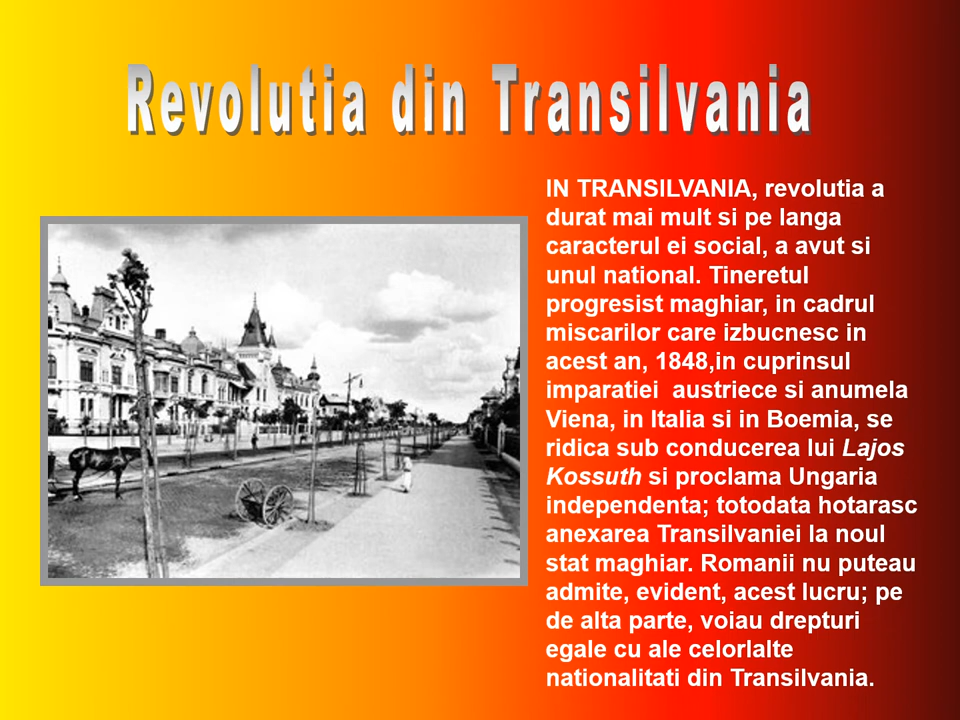 Revolutia din Transilvania
IN TRANSILVANIA, revolutia a
durat mai mult si pe langa
caracterul ei social, a avut si
unul national. Tineretul
progresist maghiar, in cadrul
miscarilor care izbucnesc in
acest an, 1848,in cuprinsul
imparatiei  austriece si anumela
Viena, in Italia si in Boemia, se
ridica sub conducerea lui Lajos
Kossuth si proclama Ungaria
independenta; totodata hotarasc
anexarea Transilvaniei la noul
stat maghiar. Romanii nu puteau
admite, evident, acest lucru; pe
de alta parte, voiau drepturi
egale cu ale celorlalte
nationalitati din Transilvania.